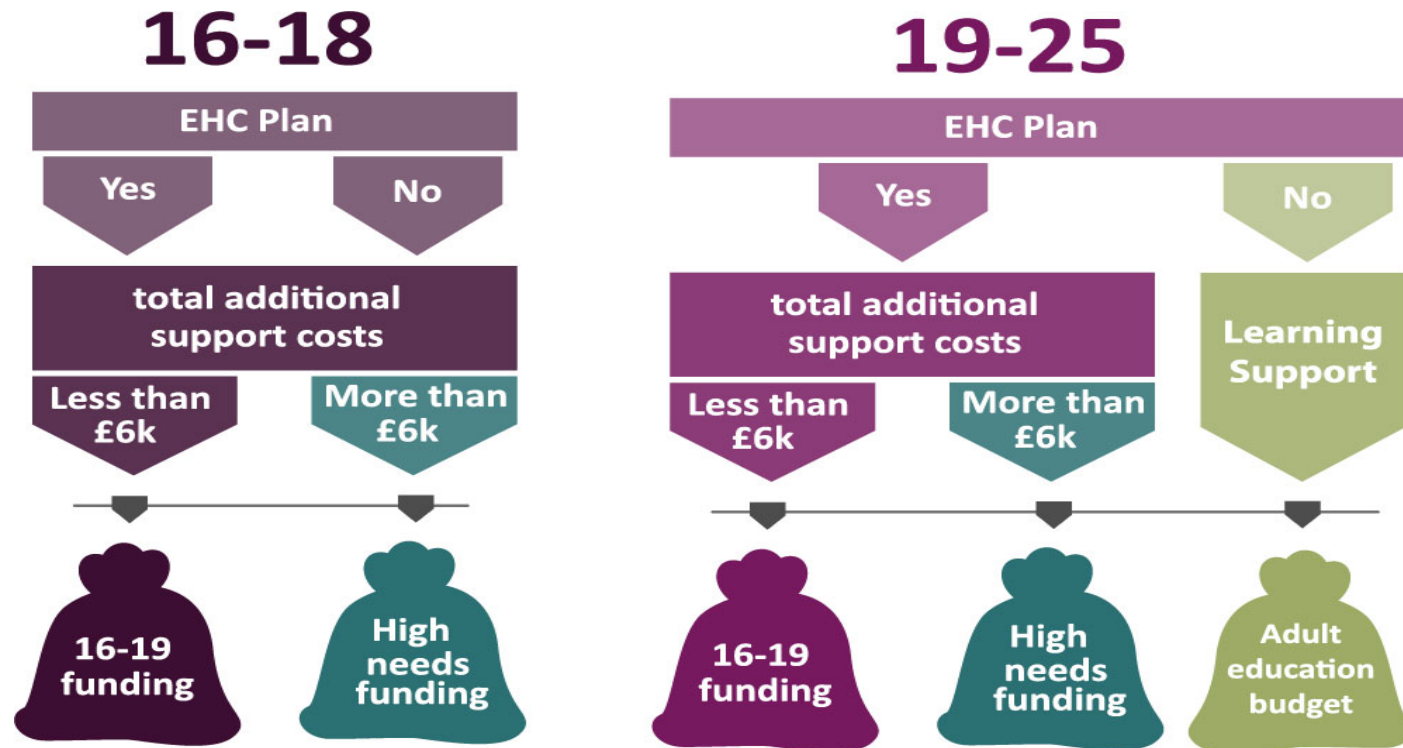 16-18
EHC Plan
Yes
No
total additional
support costs
Less than
£6k
More than
£6k
16-19
funding
High
needs
funding
19-25
EHC Plan
Yes
No
total additional
support costs
Learning
Support
Less than
£6k
More than
£6k
16-19
funding
High
needs
funding
Adult
education
budget